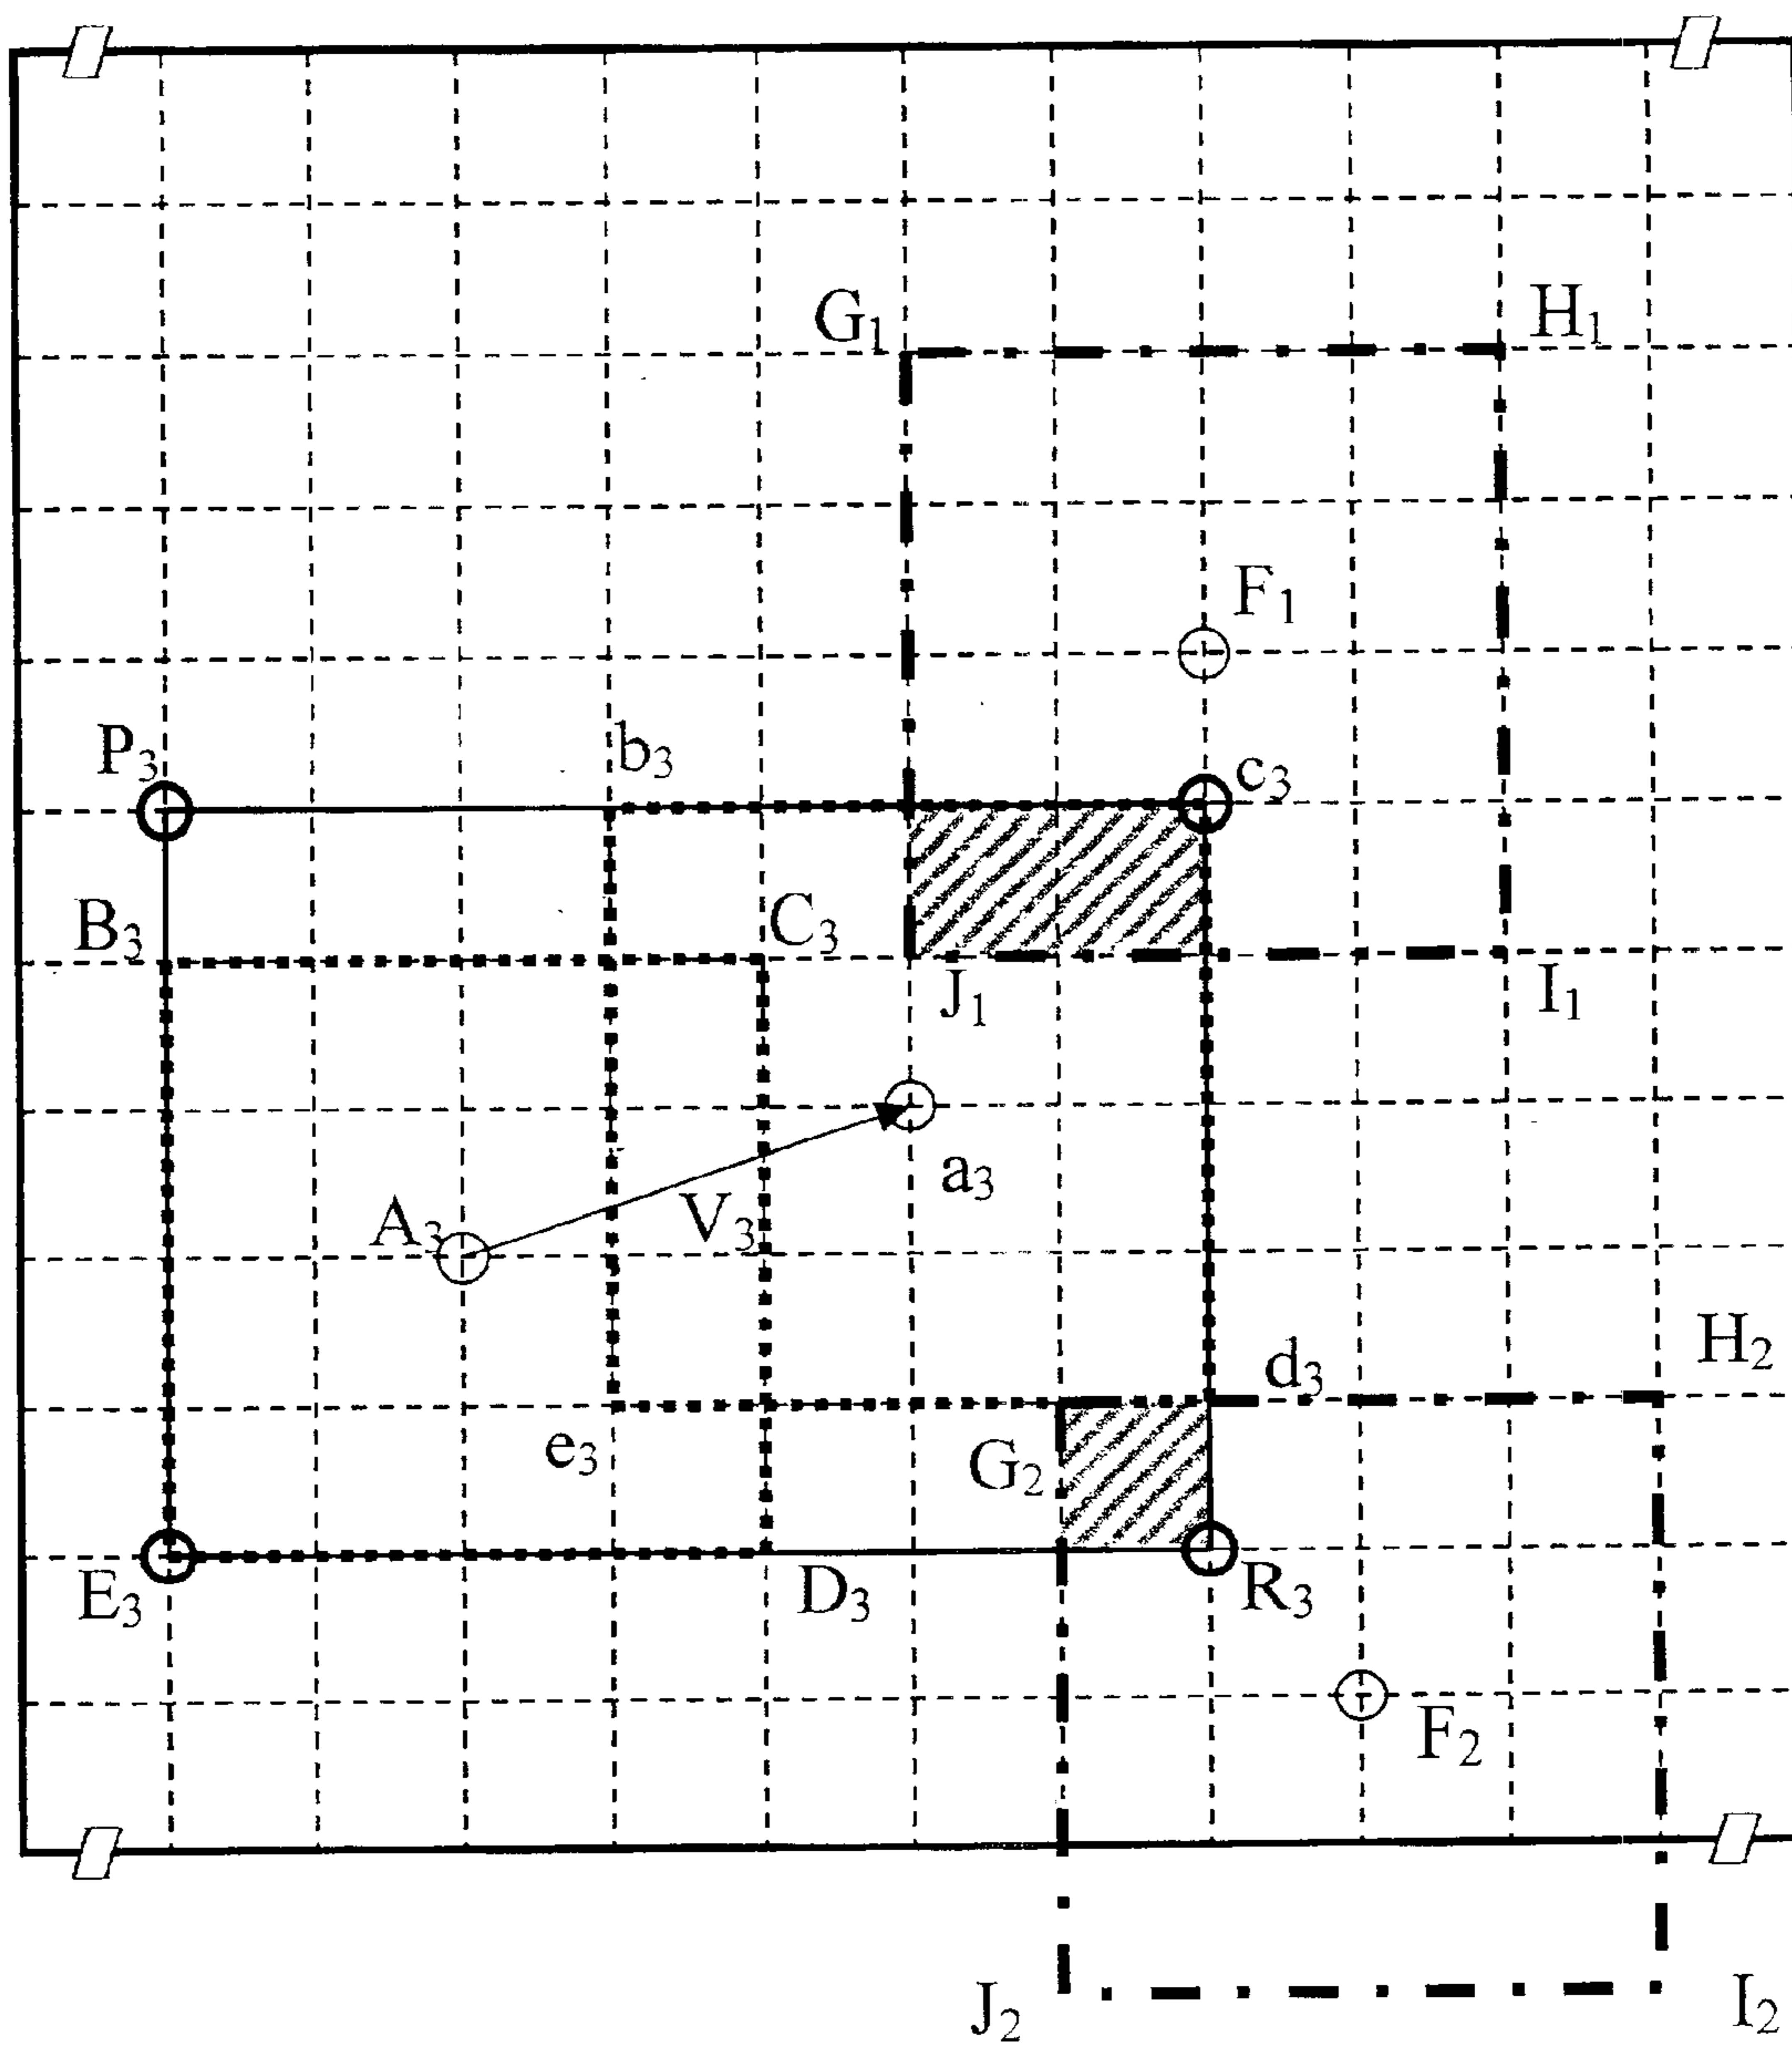 G₁ H₁
F₁
P₃ b₃ c₃
B₃ C₃
J₁ I₁
a₃
A₃ V₃
d₃ H₂
e₃ G₂
E₃ D₃ R₃
F₂
J₂ I₂